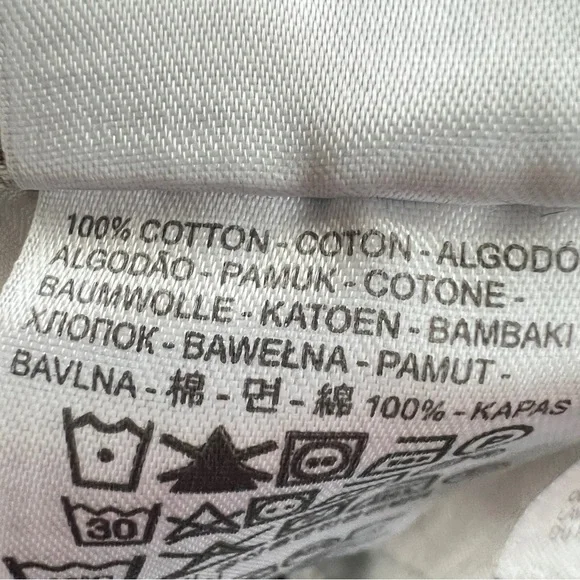 100% COTTON - COTON - ALGODÓ
ALGODÃO - PAMUK - COTONE -
BAUMWOLLE - KATOEN - BAMBAKI
ХЛОПОК - BAWEŁNA - PAMUT -
BAVLNA - 棉 - 면 - 綿 100% - KAPAS
30